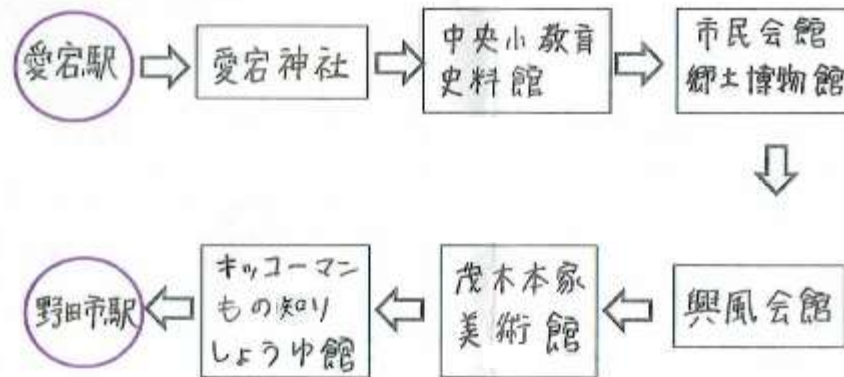 愛宕駅
愛宕神社
中央小教育
史料館
市民会館
郷土博物館
興風会館
茂木本家
美術館
キッコーマン
もの知り
しょうゆ館
野田市駅